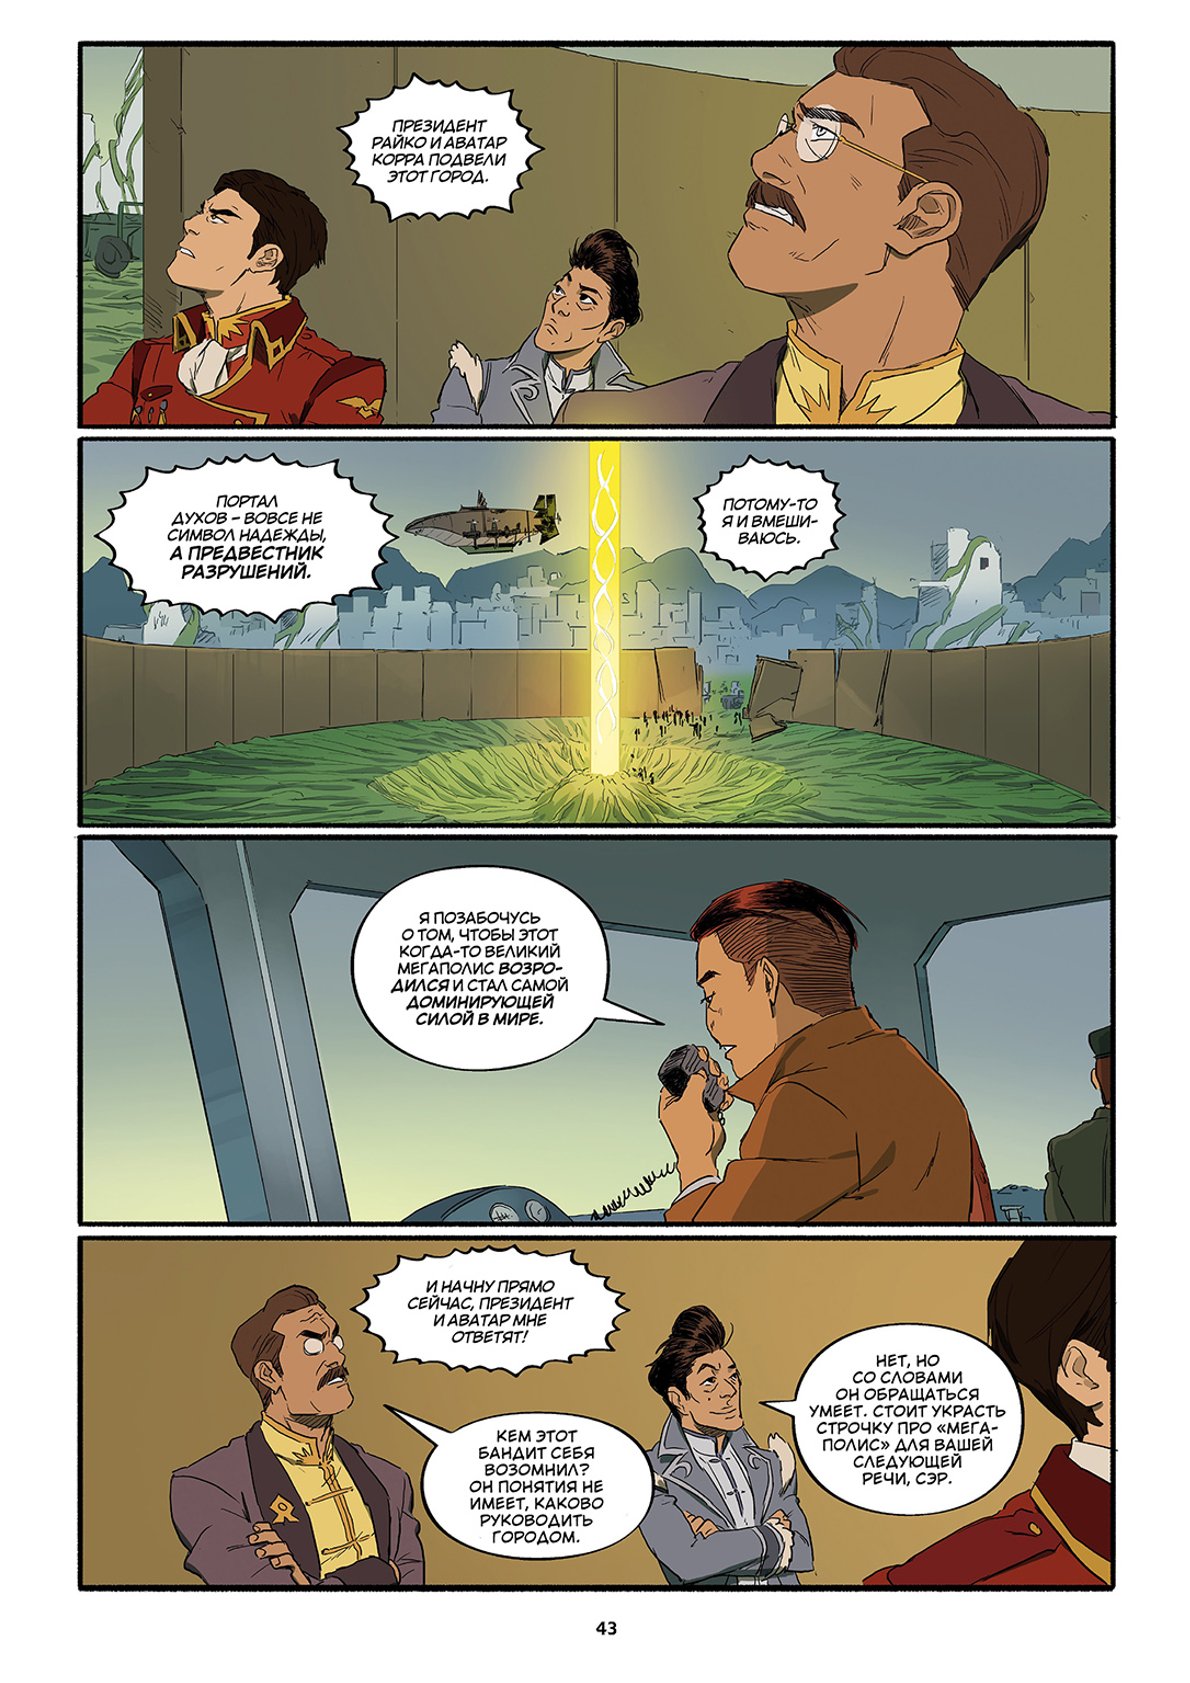 ПРЕЗИДЕНТ
РАЙКО И АВАТАР
КОРРА ПОДВЕЛИ
ЭТОТ ГОРОД.
ПОРТАЛ
ДУХОВ – ВОВСЕ НЕ
СИМВОЛ НАДЕЖДЫ,
А ПРЕДВЕСТНИК
РАЗРУШЕНИЙ.
ПОТОМУ-ТО
Я И ВМЕШИ-
ВАЮСЬ.
Я ПОЗАБОЧУСЬ
О ТОМ, ЧТОБЫ ЭТОТ
КОГДА-ТО ВЕЛИКИЙ
МЕГАПОЛИС ВОЗРО-
ДИЛСЯ И СТАЛ САМОЙ
ДОМИНИРУЮЩЕЙ
СИЛОЙ В МИРЕ.
И НАЧНУ ПРЯМО
СЕЙЧАС, ПРЕЗИДЕНТ
И АВАТАР МНЕ
ОТВЕТЯТ!
КЕМ ЭТОТ
БАНДИТ СЕБЯ
ВОЗОМНИЛ?
ОН ПОНЯТИЯ НЕ
ИМЕЕТ, КАКОВО
РУКОВОДИТЬ
ГОРОДОМ.
НЕТ, НО
СО СЛОВАМИ
ОН ОБРАЩАТЬСЯ
УМЕЕТ. СТОИТ УКРАСТЬ
СТРОЧКУ ПРО «МЕГА-
ПОЛИС» ДЛЯ ВАШЕЙ
СЛЕДУЮЩЕЙ
РЕЧИ, СЭР.
43